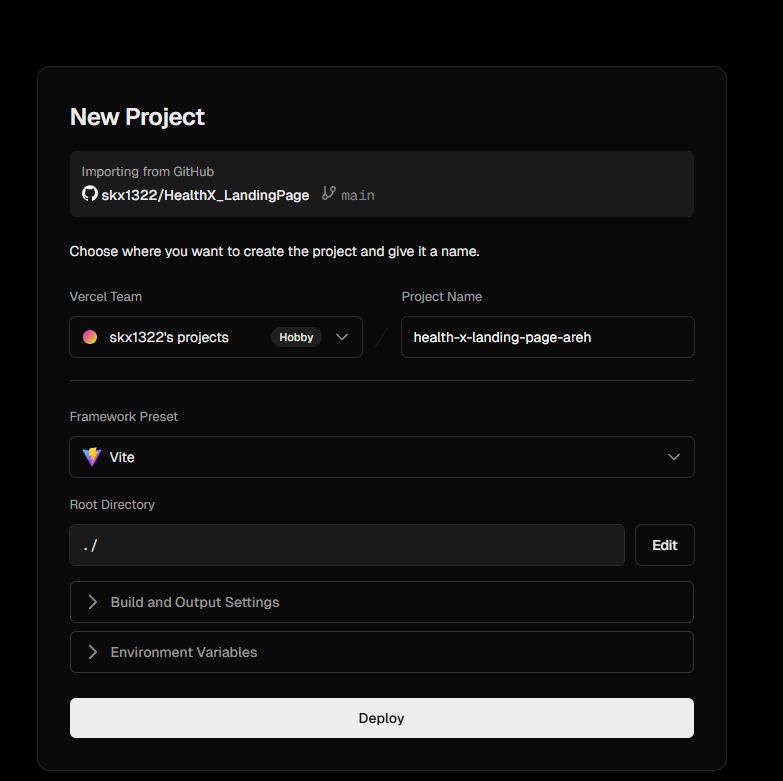 New Project
Importing from GitHub
skx1322/HealthX_LandingPage main
Choose where you want to create the project and give it a name.
Vercel Team
Project Name
skx1322's projects Hobby
health-x-landing-page-areh
Framework Preset
Vite
Root Directory
./
Edit
Build and Output Settings
Environment Variables
Deploy